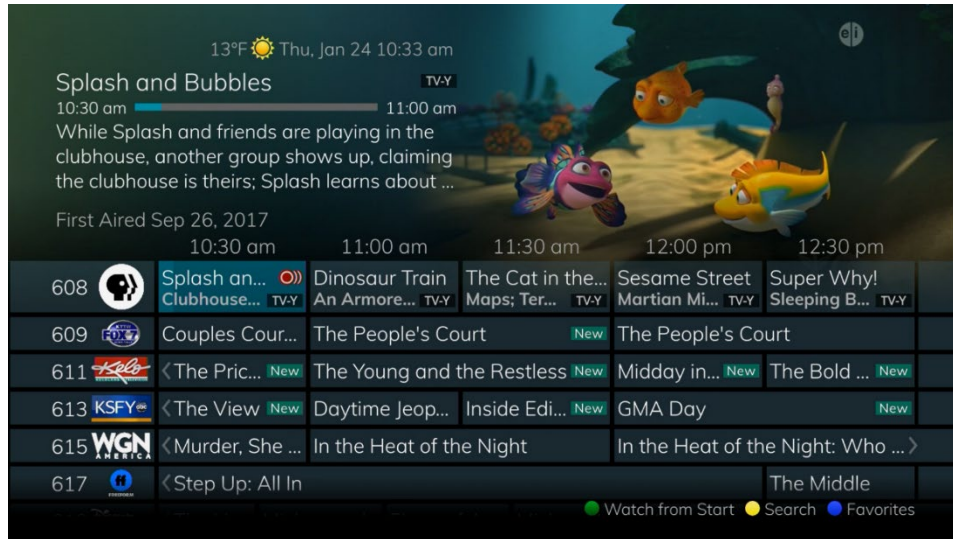 e/i
13°F Thu, Jan 24 10:33 am
Splash and Bubbles TV-Y
10:30 am 11:00 am
While Splash and friends are playing in the
clubhouse, another group shows up, claiming
the clubhouse is theirs; Splash learns about ...
First Aired Sep 26, 2017
10:30 am 11:00 am 11:30 am 12:00 pm 12:30 pm
608 Splash an... Dinosaur Train The Cat in the... Sesame Street Super Why!
Clubhouse... TV-Y An Armore... TV-Y Maps; Ter... TV-Y Martian Mi... TV-Y Sleeping B... TV-Y
609 FOX 7 Couples Cour... The People's Court New The People's Court
611 Kelo The Pric... New The Young and the Restless New Midday in... New The Bold ... New
613 KSFY abc The View New Daytime Jeop... Inside Edi... New GMA Day New
615 WGN AMERICA Murder, She ... In the Heat of the Night In the Heat of the Night: Who ...
617 Step Up: All In The Middle
Watch from Start Search Favorites